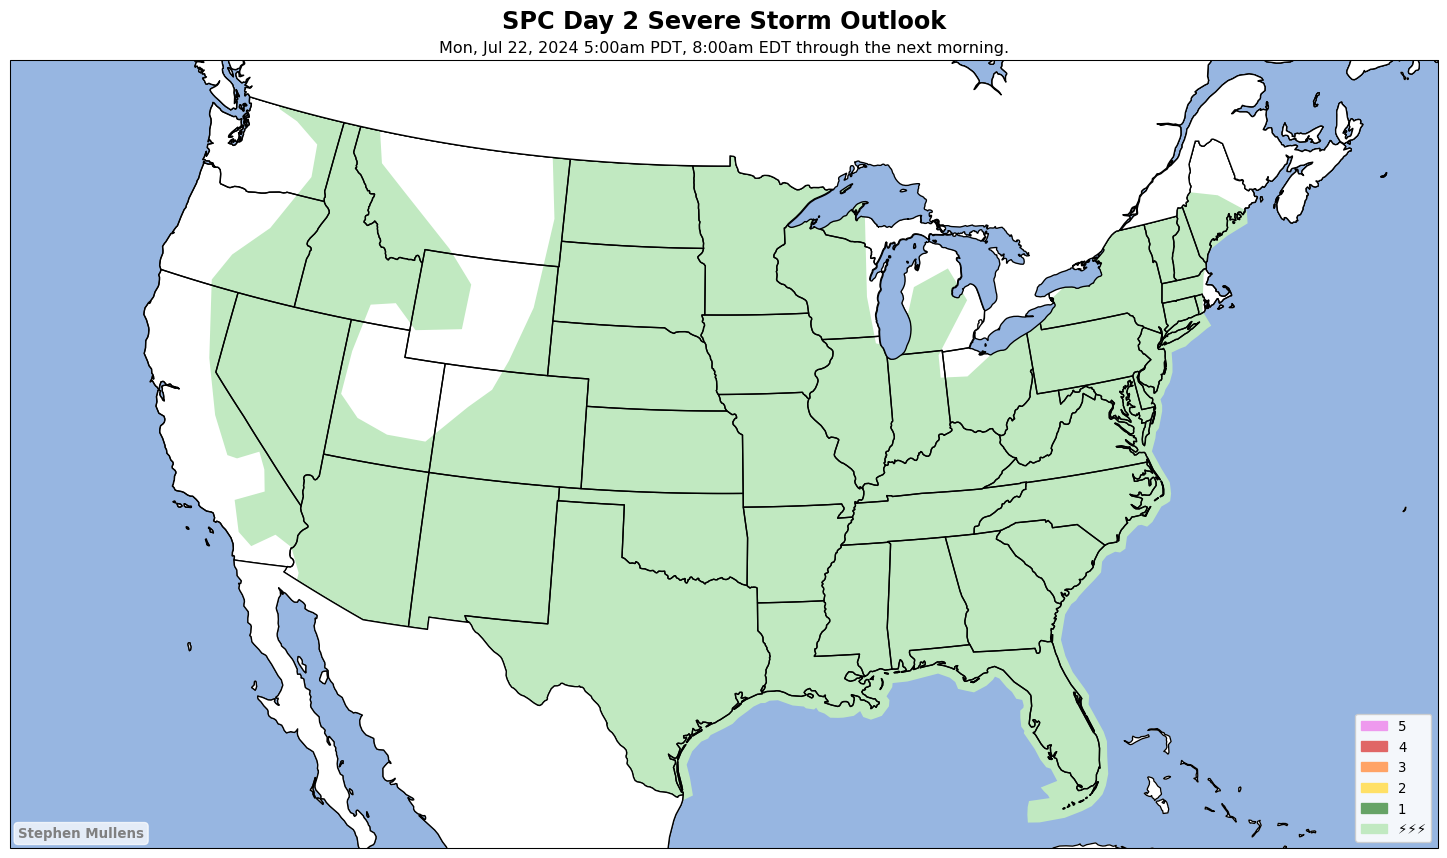 SPC Day 2 Severe Storm Outlook
Mon, Jul 22, 2024 5:00am PDT, 8:00am EDT through the next morning.
5
4
3
2
1
⚡⚡⚡
Stephen Mullens